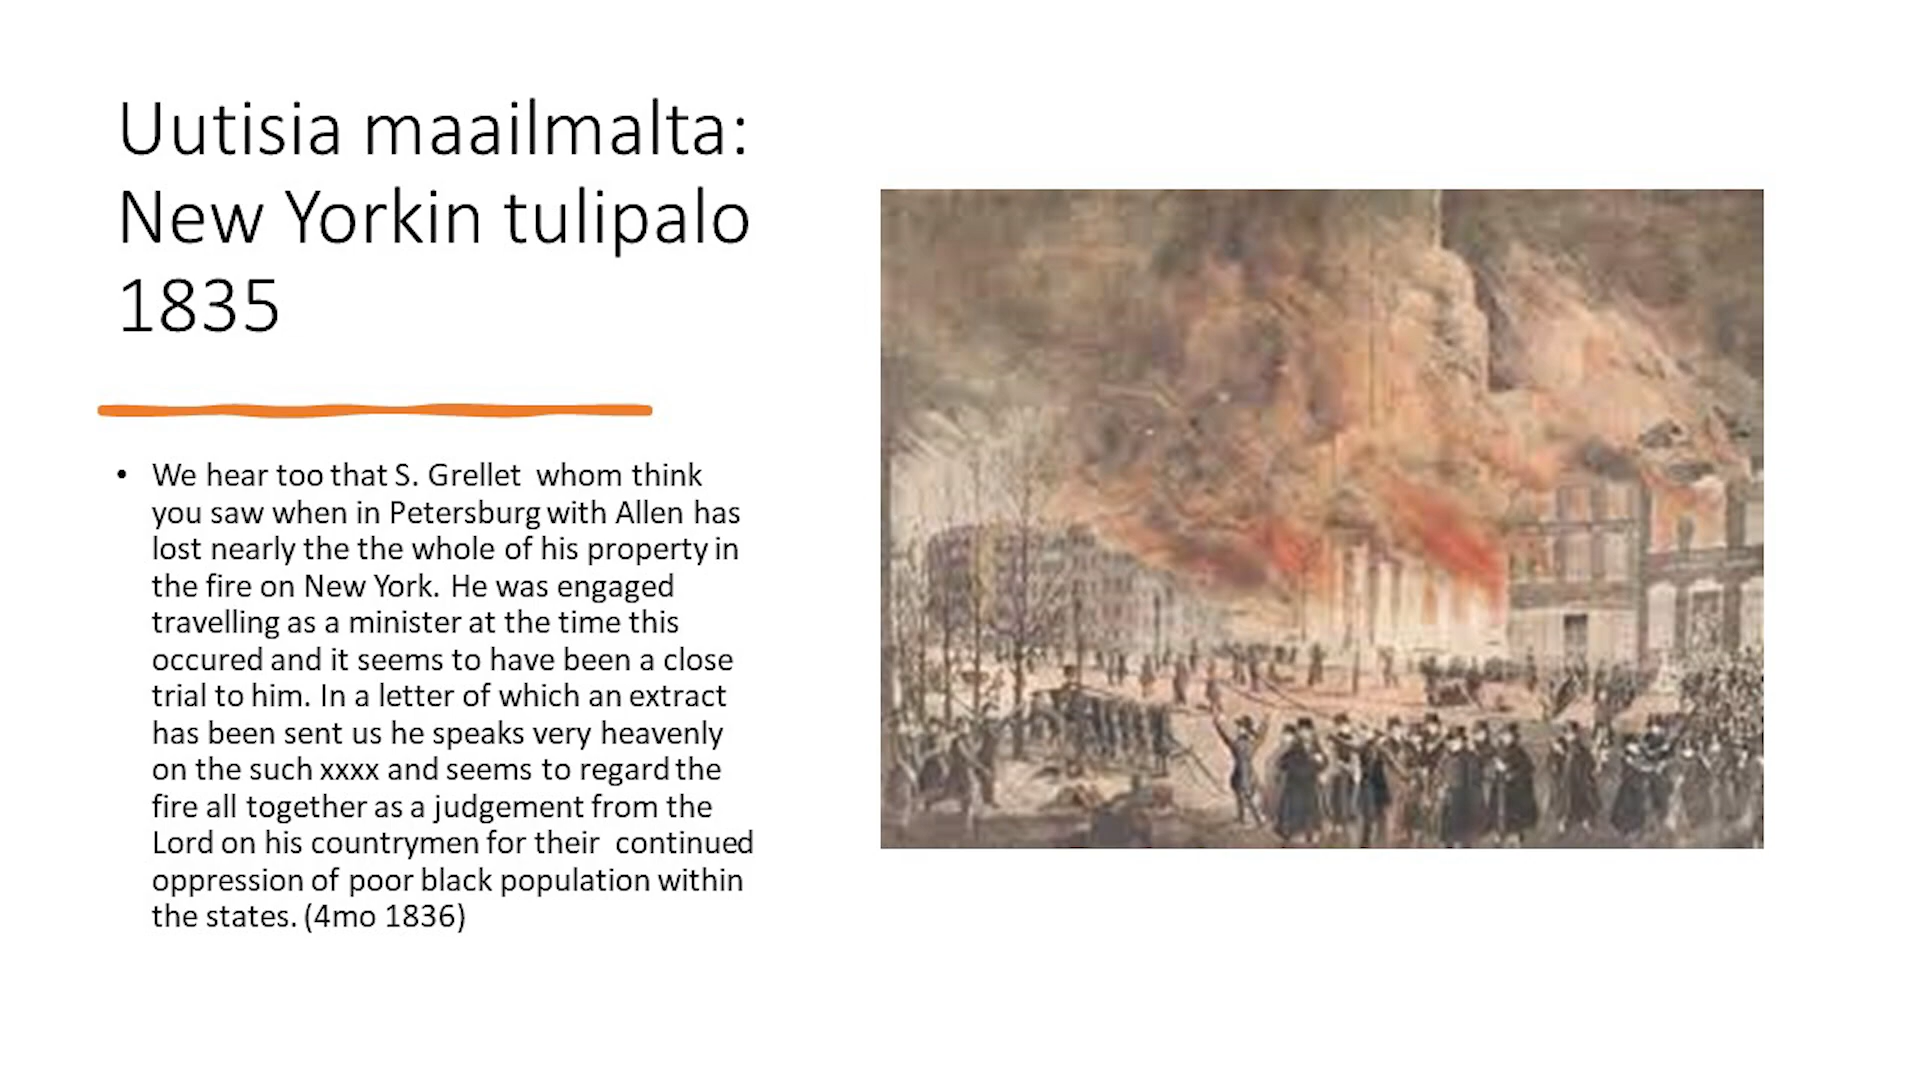 Uutisia maailmalta:
New Yorkin tulipalo
1835
• We hear too that S. Grellet whom think
you saw when in Petersburg with Allen has
lost nearly the the whole of his property in
the fire on New York. He was engaged
travelling as a minister at the time this
occured and it seems to have been a close
trial to him. In a letter of which an extract
has been sent us he speaks very heavenly
on the such xxxx and seems to regard the
fire all together as a judgement from the
Lord on his countrymen for their continued
oppression of poor black population within
the states. (4mo 1836)